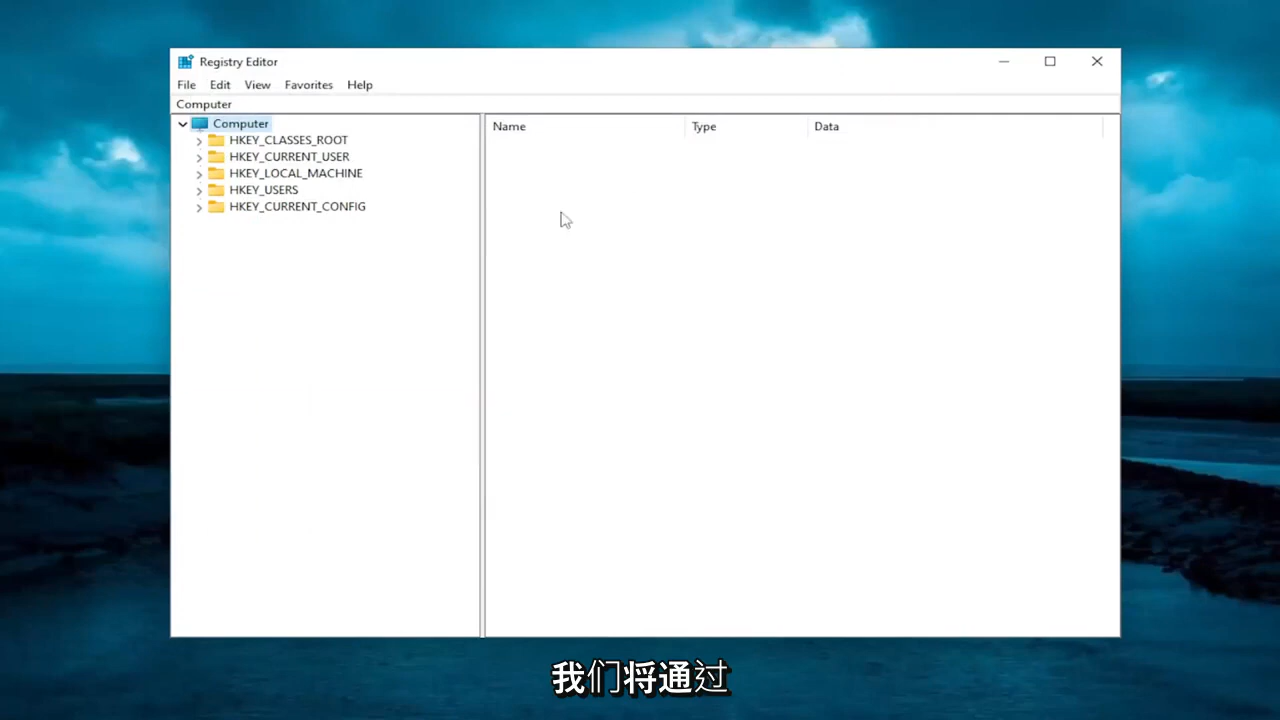 Registry Editor
File Edit View Favorites Help
Computer
Computer
HKEY_CLASSES_ROOT
HKEY_CURRENT_USER
HKEY_LOCAL_MACHINE
HKEY_USERS
HKEY_CURRENT_CONFIG
Name Type Data
我们将通过